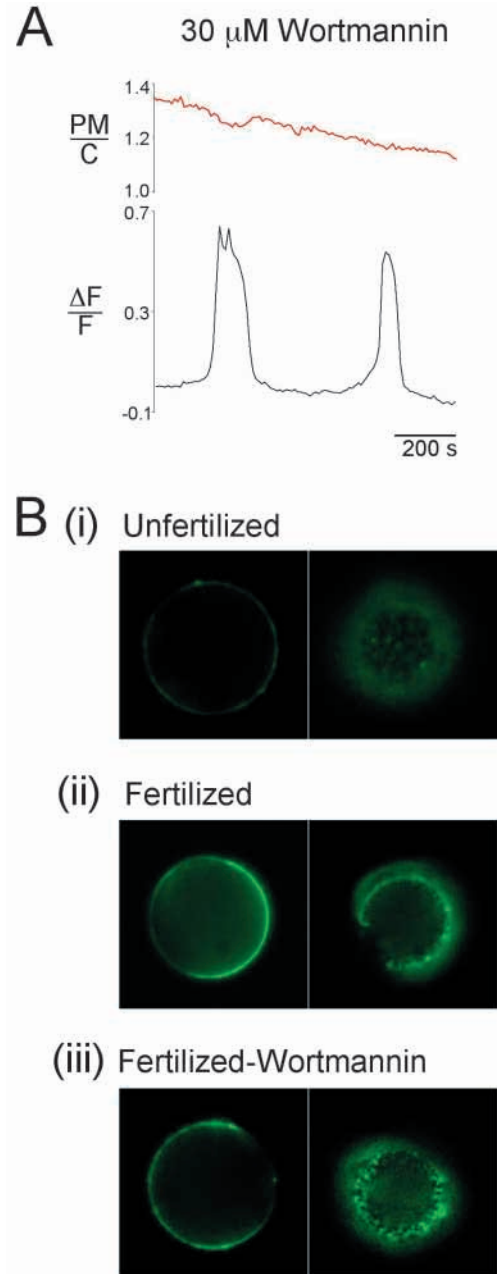 A 30 μM Wortmannin
1.4
PM
C
1.2
1.0
0.7
ΔF
F
0.3
-0.1
200 s
B (i) Unfertilized
(ii) Fertilized
(iii) Fertilized-Wortmannin